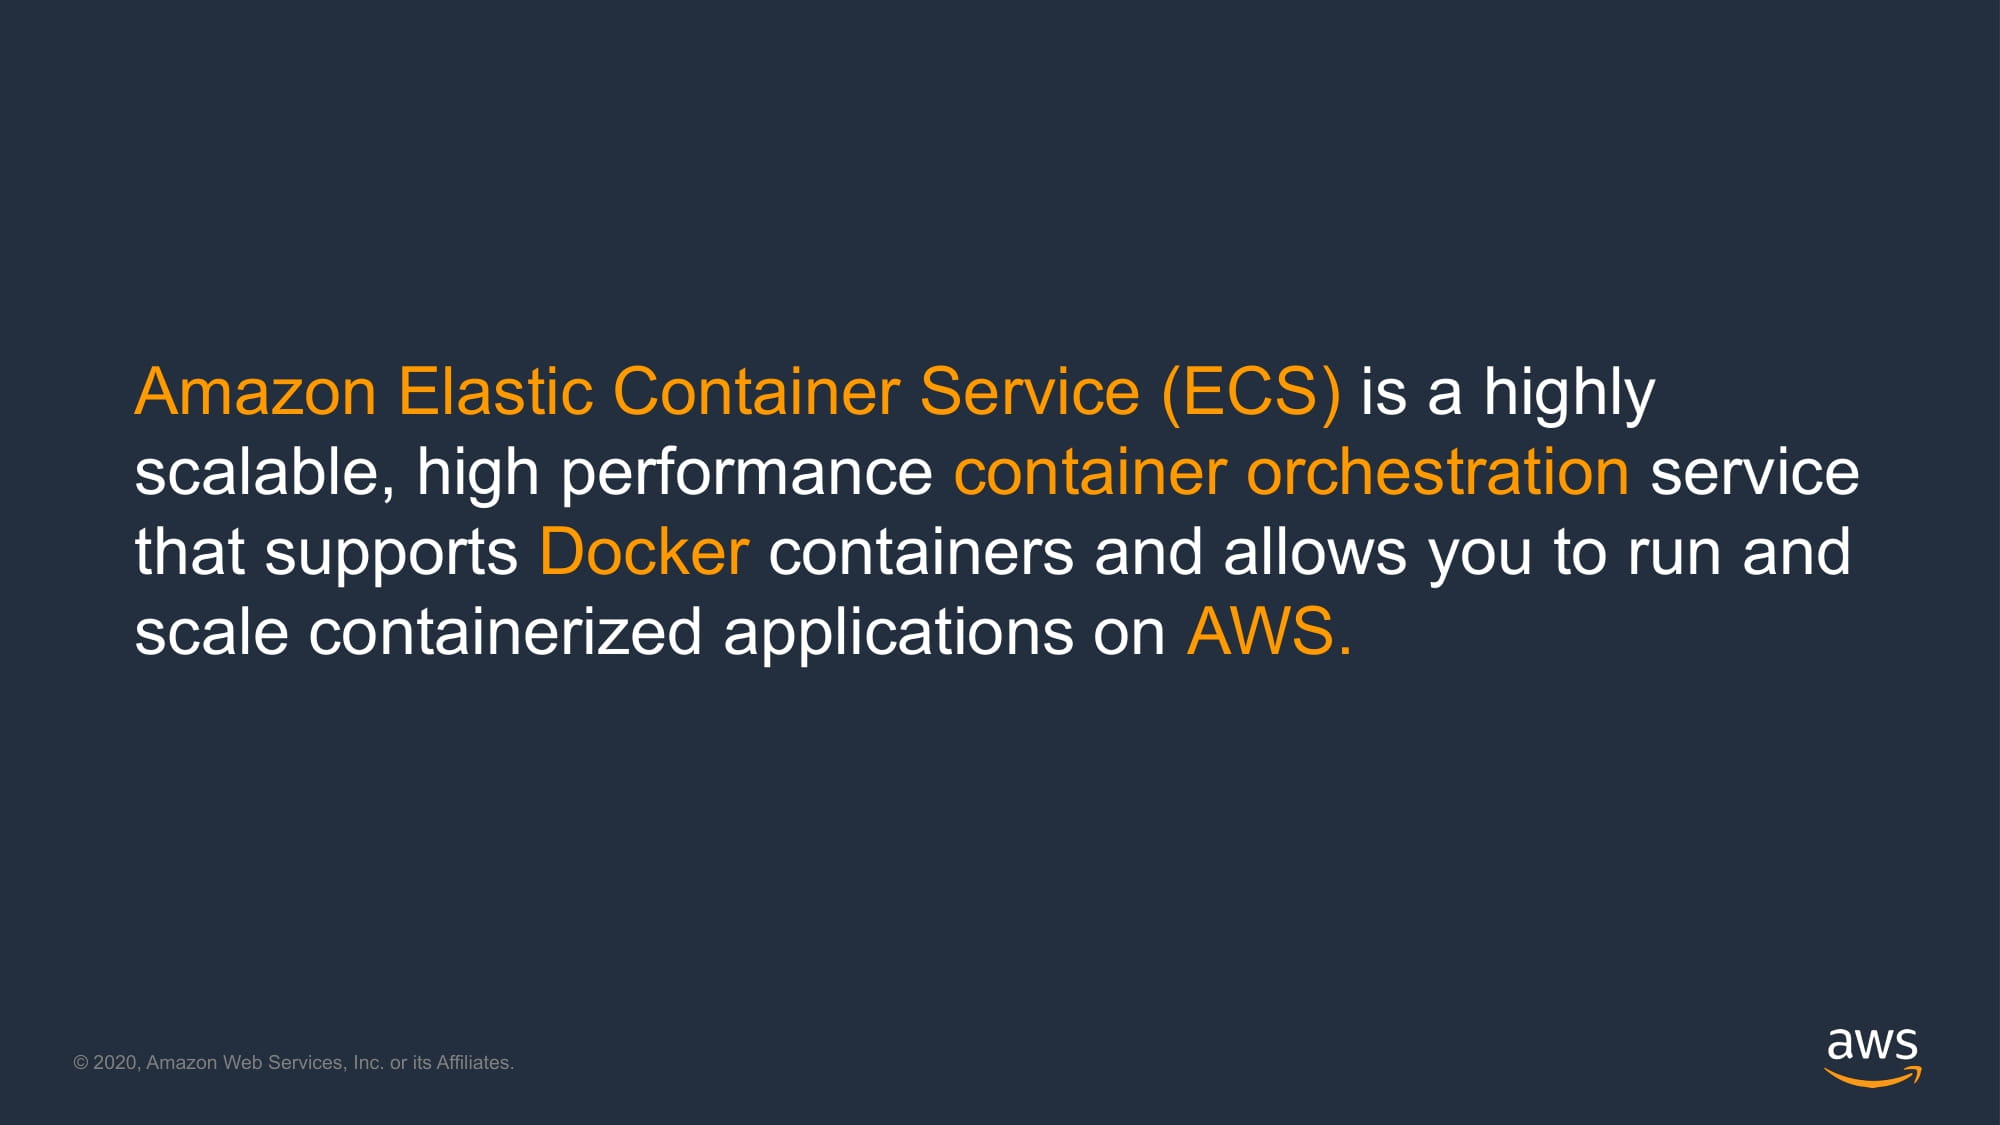 Amazon Elastic Container Service (ECS) is a highly
scalable, high performance container orchestration service
that supports Docker containers and allows you to run and
scale containerized applications on AWS.
© 2020, Amazon Web Services, Inc. or its Affiliates.
aws